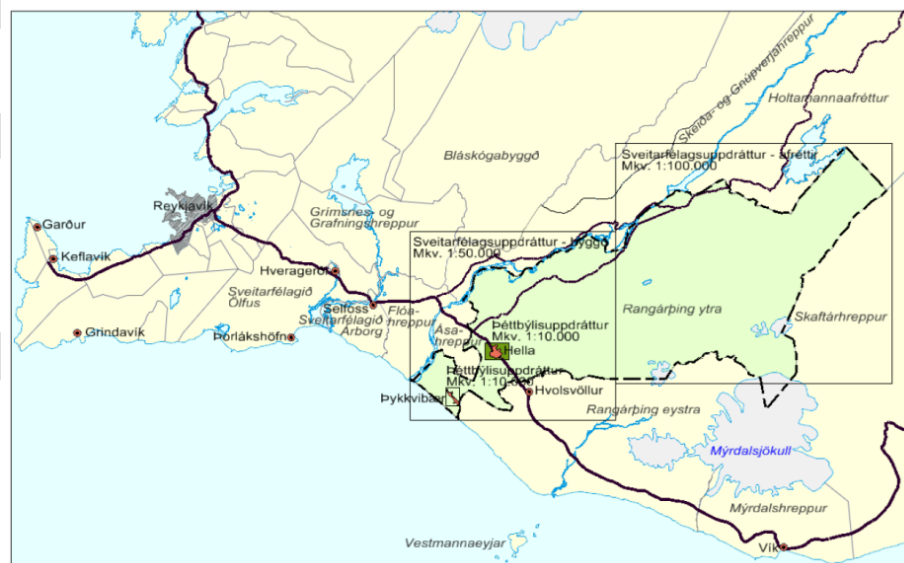 Skeiða- og Gnúpverjahreppur
Holtamannaafréttur
Bláskógabyggð
Sveitarfélagsuppdráttur - afréttir
Mkv. 1:100.000
Reykjavík
Grímsnes- og
Grafningshreppur
Garður
Sveitarfélagsuppdráttur - byggð
Mkv. 1:50.000
Keflavík
Hveragerði
Sveitarfélagið
Ölfus
Selfoss
Flóa-
hreppur
Sveitarfélagið
Árborg
Rangárþing ytra
Skaftárhreppur
Grindavík
Þorlákshöfn
Ása-
hreppur
Þéttbýlisuppdráttur
Mkv. 1:10.000
Hella
Þéttbýlisuppdráttur
Mkv. 1:10.000
Þykkvibær
Hvolsvöllur
Rangárþing eystra
Mýrdalsjökull
Mýrdalshreppur
Vestmannaeyjar
Vík